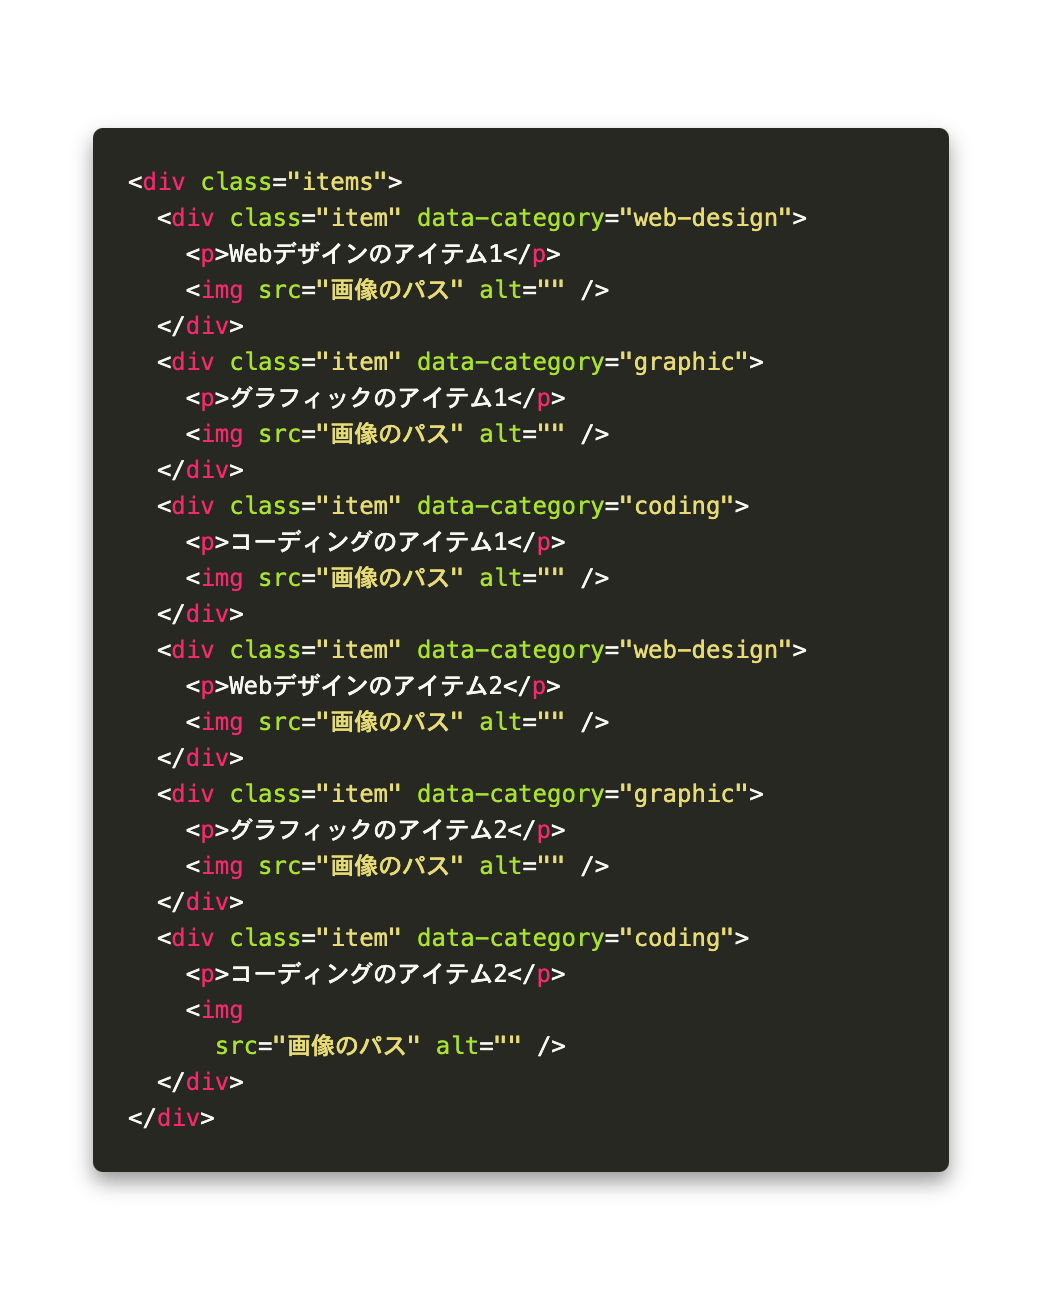 <div class="items">
  <div class="item" data-category="web-design">
    <p>Webデザインのアイテム1</p>
    <img src="画像のパス" alt="" />
  </div>
  <div class="item" data-category="graphic">
    <p>グラフィックのアイテム1</p>
    <img src="画像のパス" alt="" />
  </div>
  <div class="item" data-category="coding">
    <p>コーディングのアイテム1</p>
    <img src="画像のパス" alt="" />
  </div>
  <div class="item" data-category="web-design">
    <p>Webデザインのアイテム2</p>
    <img src="画像のパス" alt="" />
  </div>
  <div class="item" data-category="graphic">
    <p>グラフィックのアイテム2</p>
    <img src="画像のパス" alt="" />
  </div>
  <div class="item" data-category="coding">
    <p>コーディングのアイテム2</p>
    <img
      src="画像のパス" alt="" />
  </div>
</div>